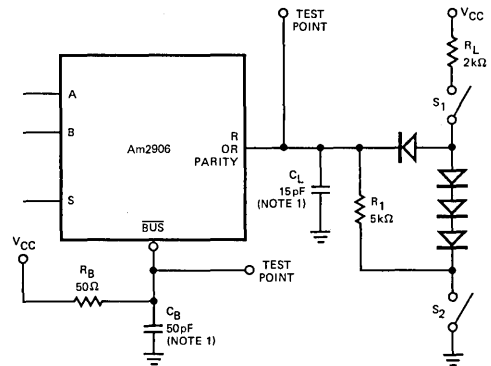 TEST
POINT
VCC
RL
2kΩ
S1
A
B
S
Am2906
R
OR
PARITY
BUS
CL
15pF
(NOTE 1)
R1
5kΩ
VCC
RB
50Ω
TEST
POINT
CB
50pF
(NOTE 1)
S2